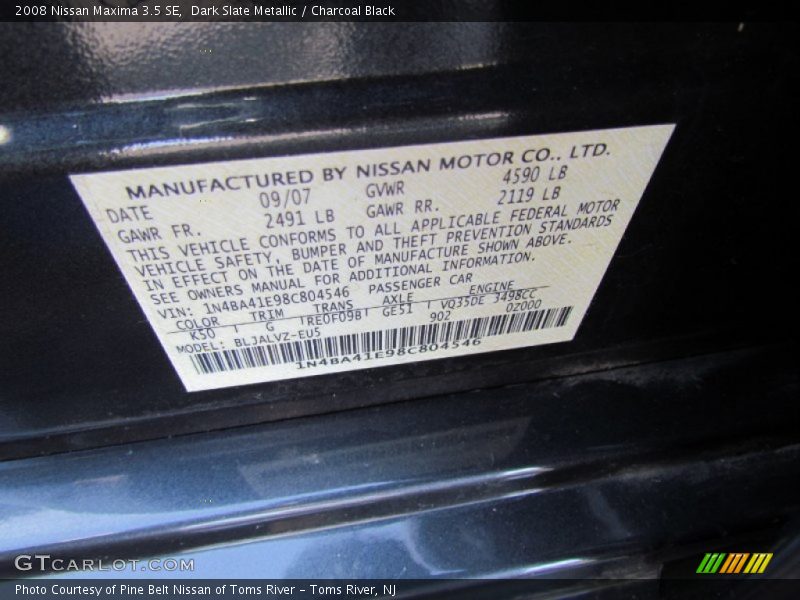 2008 Nissan Maxima 3.5 SE, Dark Slate Metallic / Charcoal Black
MANUFACTURED BY NISSAN MOTOR CO., LTD.
DATE 09/07 GVWR 4590 LB
GAWR FR. 2491 LB GAWR RR. 2119 LB
THIS VEHICLE CONFORMS TO ALL APPLICABLE FEDERAL MOTOR
VEHICLE SAFETY, BUMPER AND THEFT PREVENTION STANDARDS
IN EFFECT ON THE DATE OF MANUFACTURE SHOWN ABOVE.
SEE OWNERS MANUAL FOR ADDITIONAL INFORMATION.
VIN: 1N4BA41E98C804546 PASSENGER CAR
COLOR TRIM TRANS AXLE ENGINE
K50 G RE0F09B GE51 VQ35DE 3498CC
MODEL: BLJALVZ-EU5 902 0Z000
1N4BA41E98C804546
GTCARLOT.COM
Photo Courtesy of Pine Belt Nissan of Toms River – Toms River, NJ